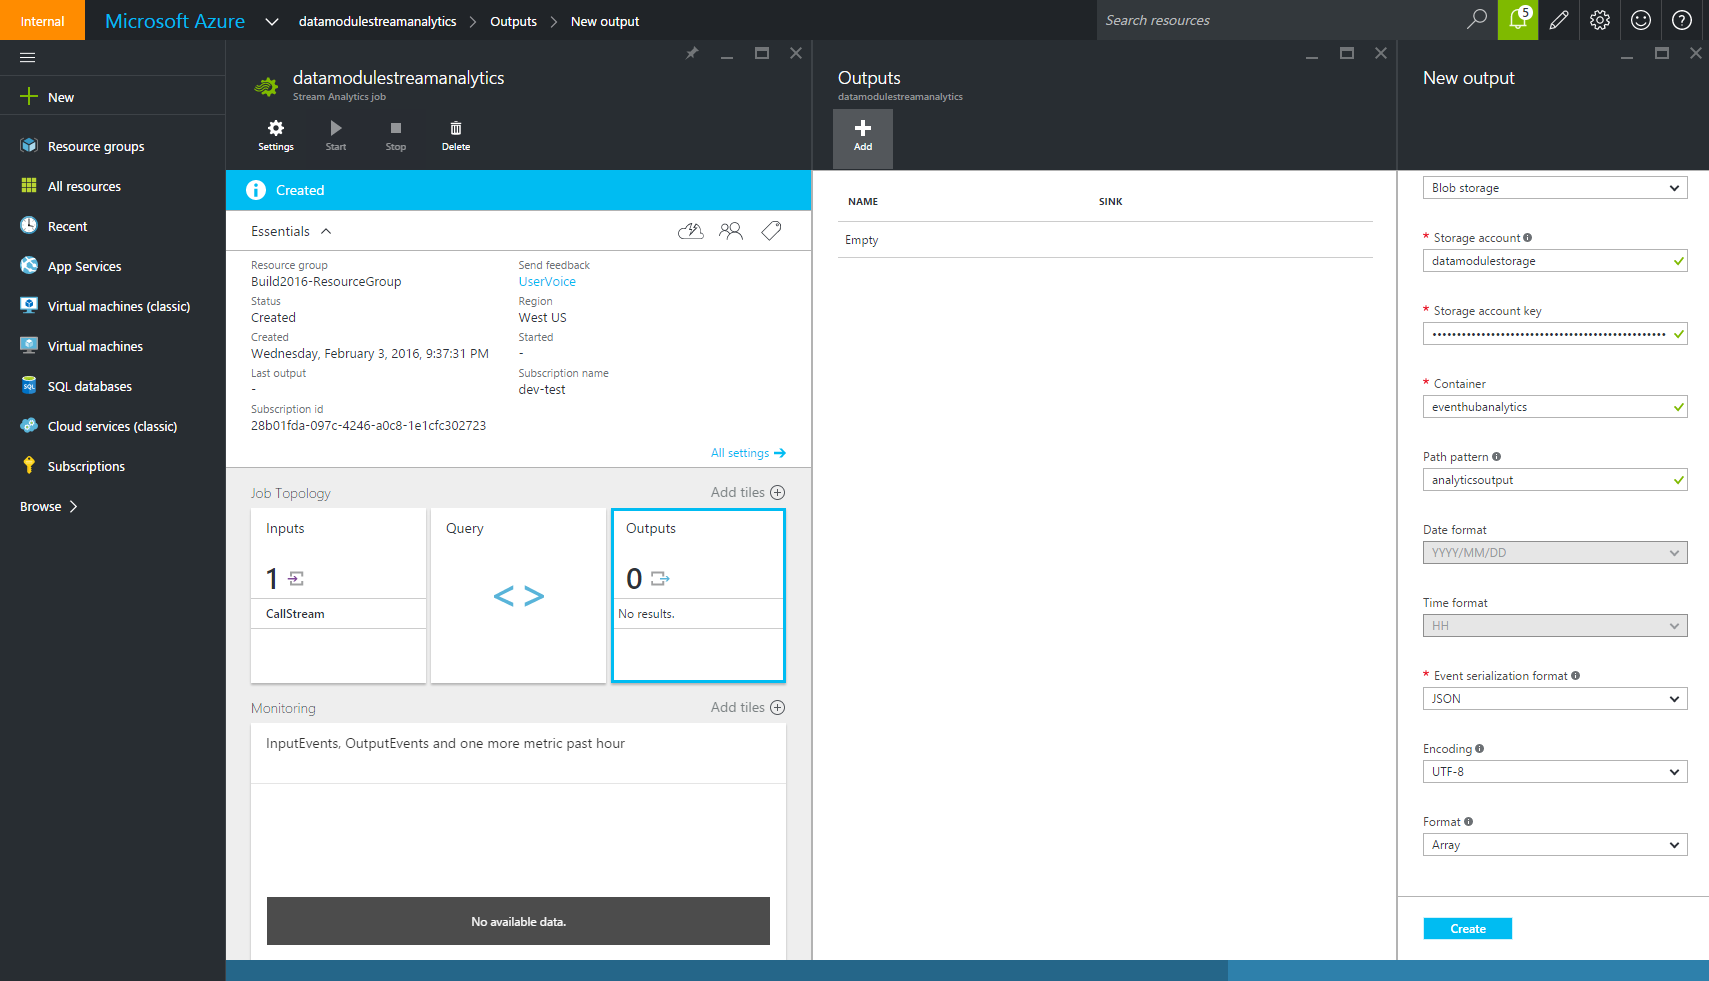 Internal
Microsoft Azure
datamodulestreamanalytics > Outputs > New output
Search resources
5
New
Resource groups
All resources
Recent
App Services
Virtual machines (classic)
Virtual machines
SQL databases
Cloud services (classic)
Subscriptions
Browse >
datamodulestreamanalytics
Stream Analytics job
Settings
Start
Stop
Delete
Created
Essentials
Resource group
Build2016-ResourceGroup
Status
Created
Created
Wednesday, February 3, 2016, 9:37:31 PM
Last output
-
Subscription id
28b01fda-097c-4246-a0c8-1e1cfc302723
Send feedback
UserVoice
Region
West US
Started
-
Subscription name
dev-test
All settings →
Job Topology
Add tiles
Inputs
1
CallStream
Query
< >
Outputs
0
No results.
Monitoring
Add tiles
InputEvents, OutputEvents and one more metric past hour
No available data.
Outputs
datamodulestreamanalytics
Add
NAME SINK
Empty
New output
Blob storage
* Storage account
datamodulestorage
* Storage account key
* Container
eventhubanalytics
Path pattern
analyticsoutput
Date format
YYYY/MM/DD
Time format
HH
* Event serialization format
JSON
Encoding
UTF-8
Format
Array
Create